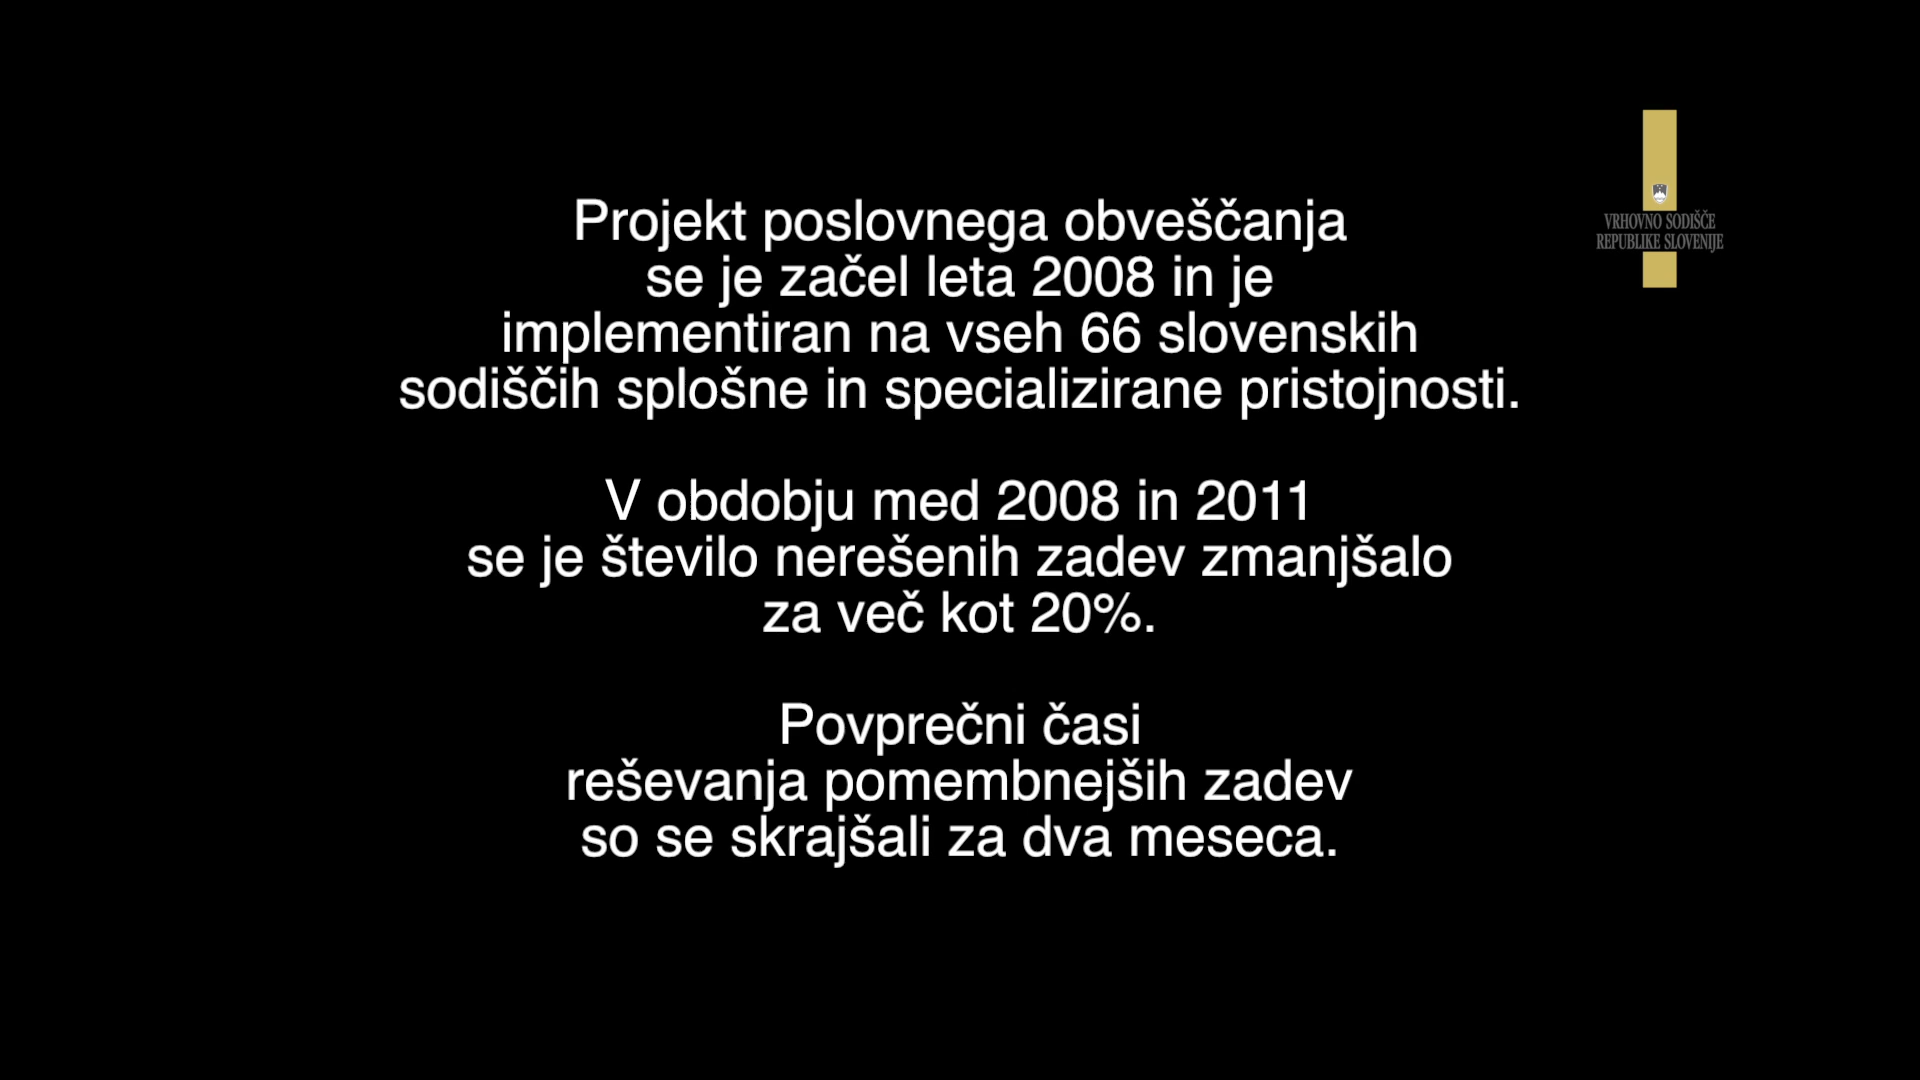 Projekt poslovnega obveščanja
se je začel leta 2008 in je
implementiran na vseh 66 slovenskih
sodiščih splošne in specializirane pristojnosti.
V obdobju med 2008 in 2011
se je število nerešenih zadev zmanjšalo
za več kot 20%.
Povprečni časi
reševanja pomembnejših zadev
so se skrajšali za dva meseca.
VRHOVNO SODIŠČE
REPUBLIKE SLOVENIJE